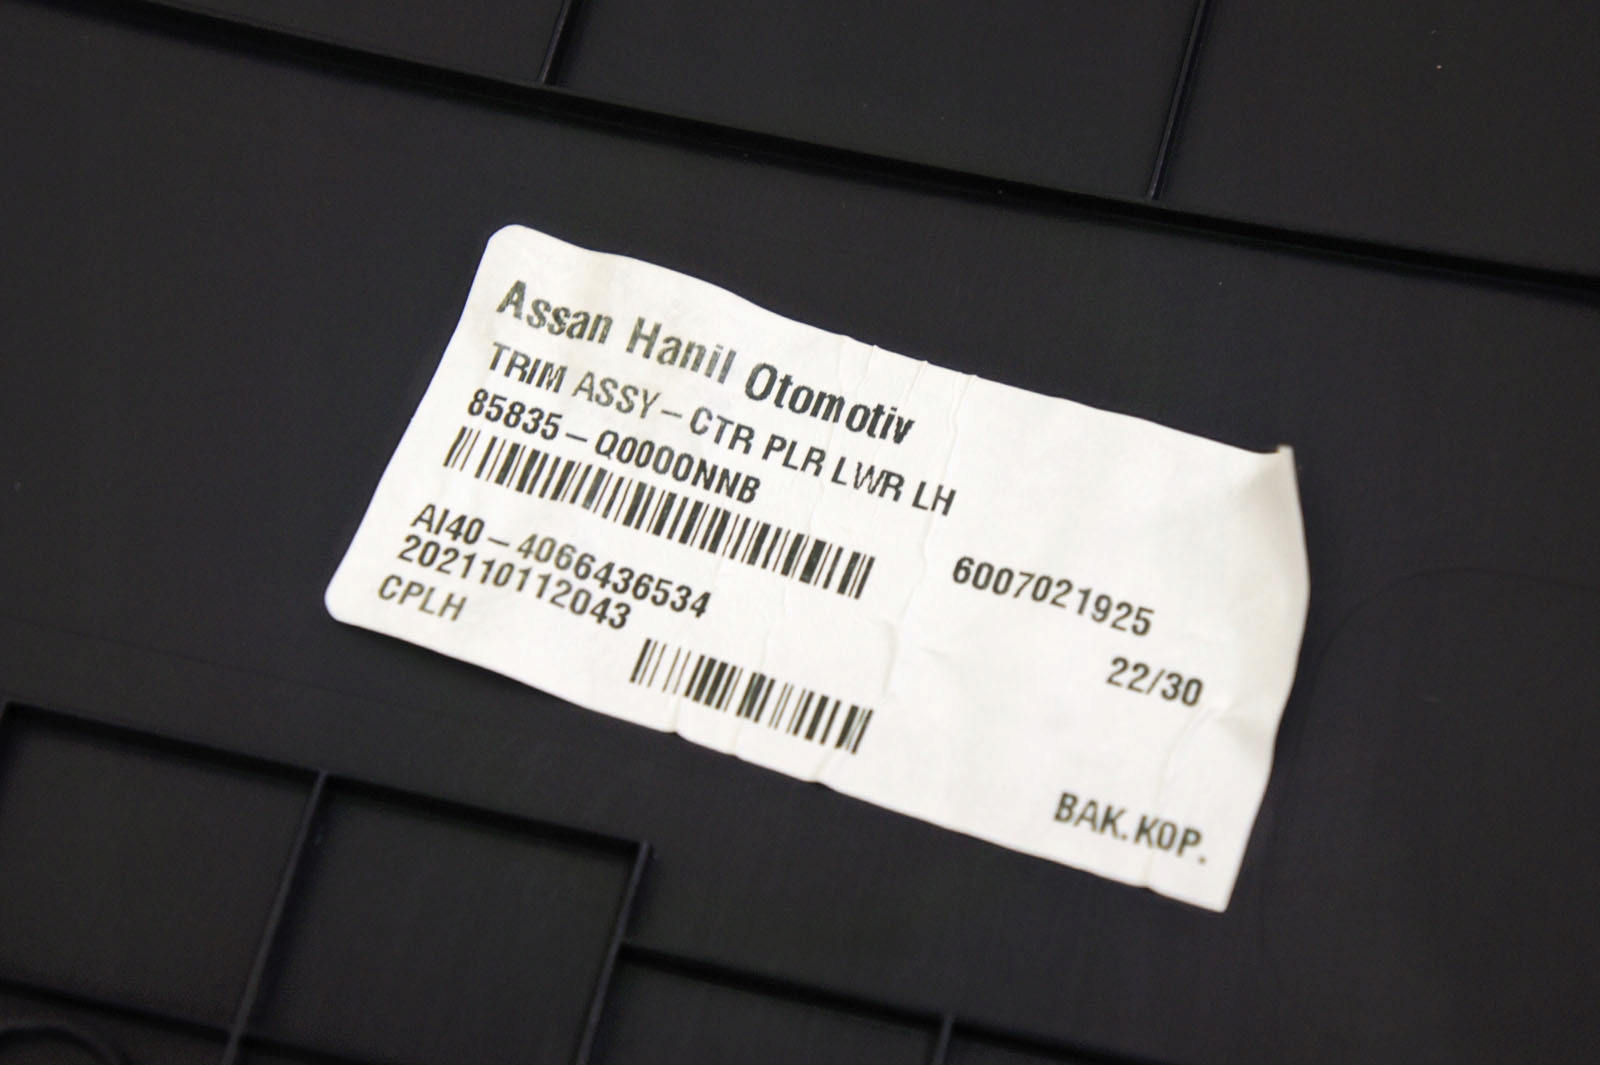 Assan Hanil Otomotiv
TRIM ASSY-CTR PLR LWR LH
85835-Q0000NNB
6007021925
AI40-4066436534
202110112043
22/30
CPLH
BAK.KOP.